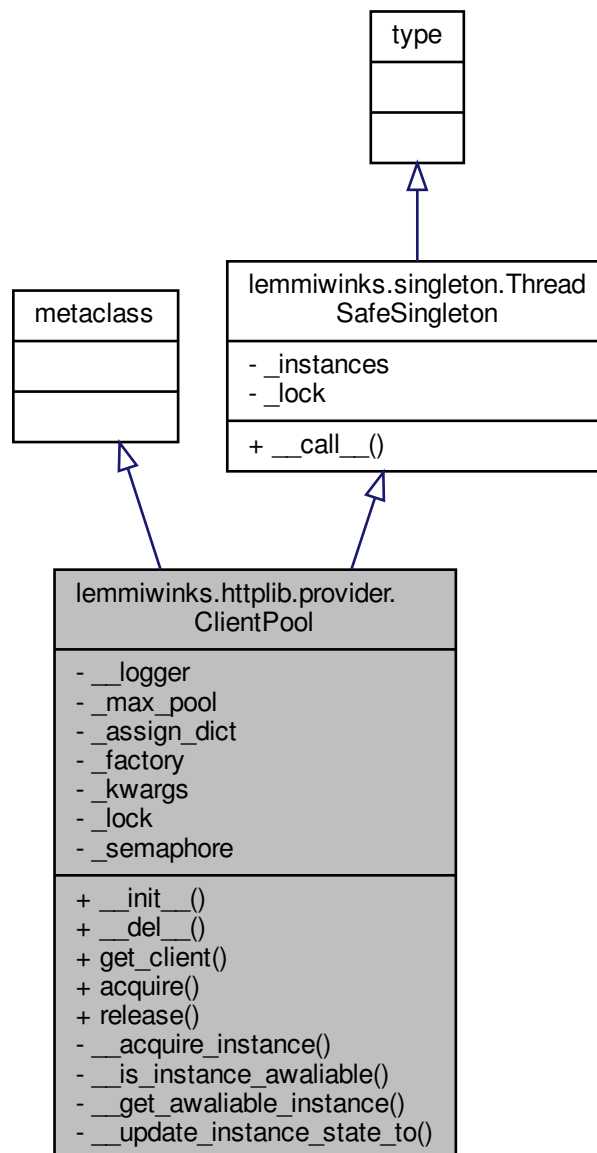 type
lemmiwinks.singleton.Thread
SafeSingleton
- _instances
- _lock
+ __call__()
metaclass
lemmiwinks.httplib.provider.
ClientPool
- __logger
- _max_pool
- _assign_dict
- _factory
- _kwargs
- _lock
- _semaphore
+ __init__()
+ __del__()
+ get_client()
+ acquire()
+ release()
- __acquire_instance()
- __is_instance_awaliable()
- __get_awaliable_instance()
- __update_instance_state_to()